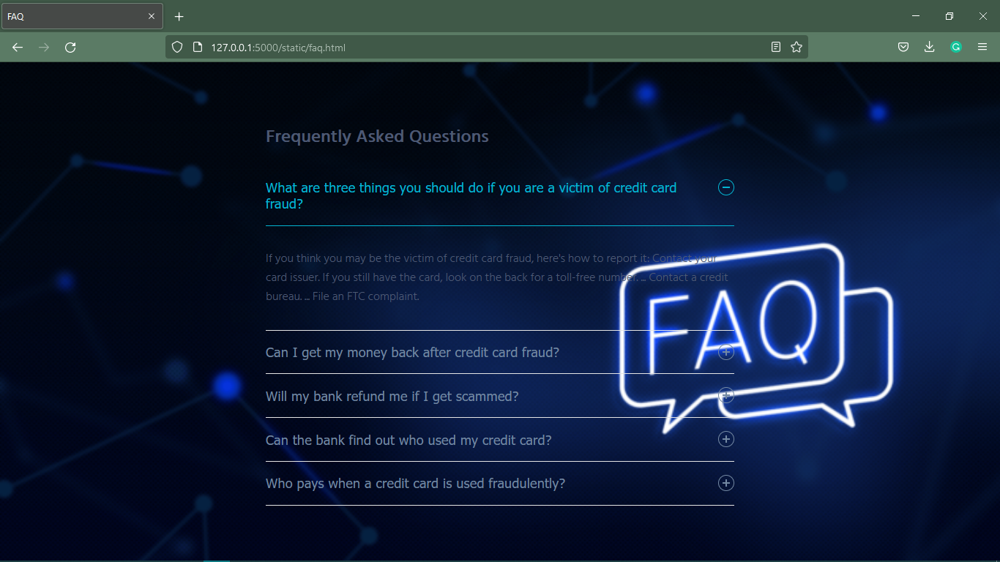 FAQ
127.0.0.1:5000/static/faq.html
Frequently Asked Questions
What are three things you should do if you are a victim of credit card
fraud?
If you think you may be the victim of credit card fraud, here's how to report it: Contact your
card issuer. If you still have the card, look on the back for a toll-free number. ... Contact a credit
bureau. ... File an FTC complaint.
FAQ
Can I get my money back after credit card fraud?
Will my bank refund me if I get scammed?
Can the bank find out who used my credit card?
Who pays when a credit card is used fraudulently?